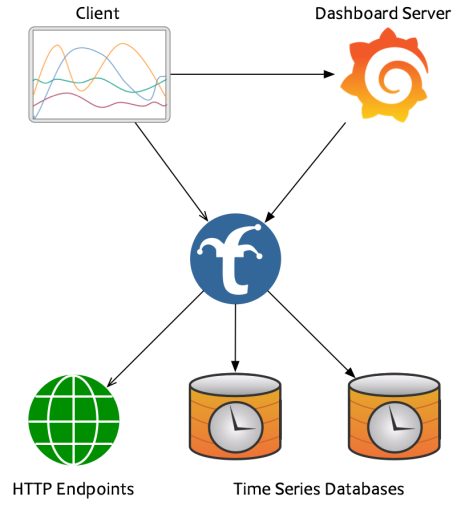 Client
Dashboard Server
t
HTTP Endpoints
Time Series Databases